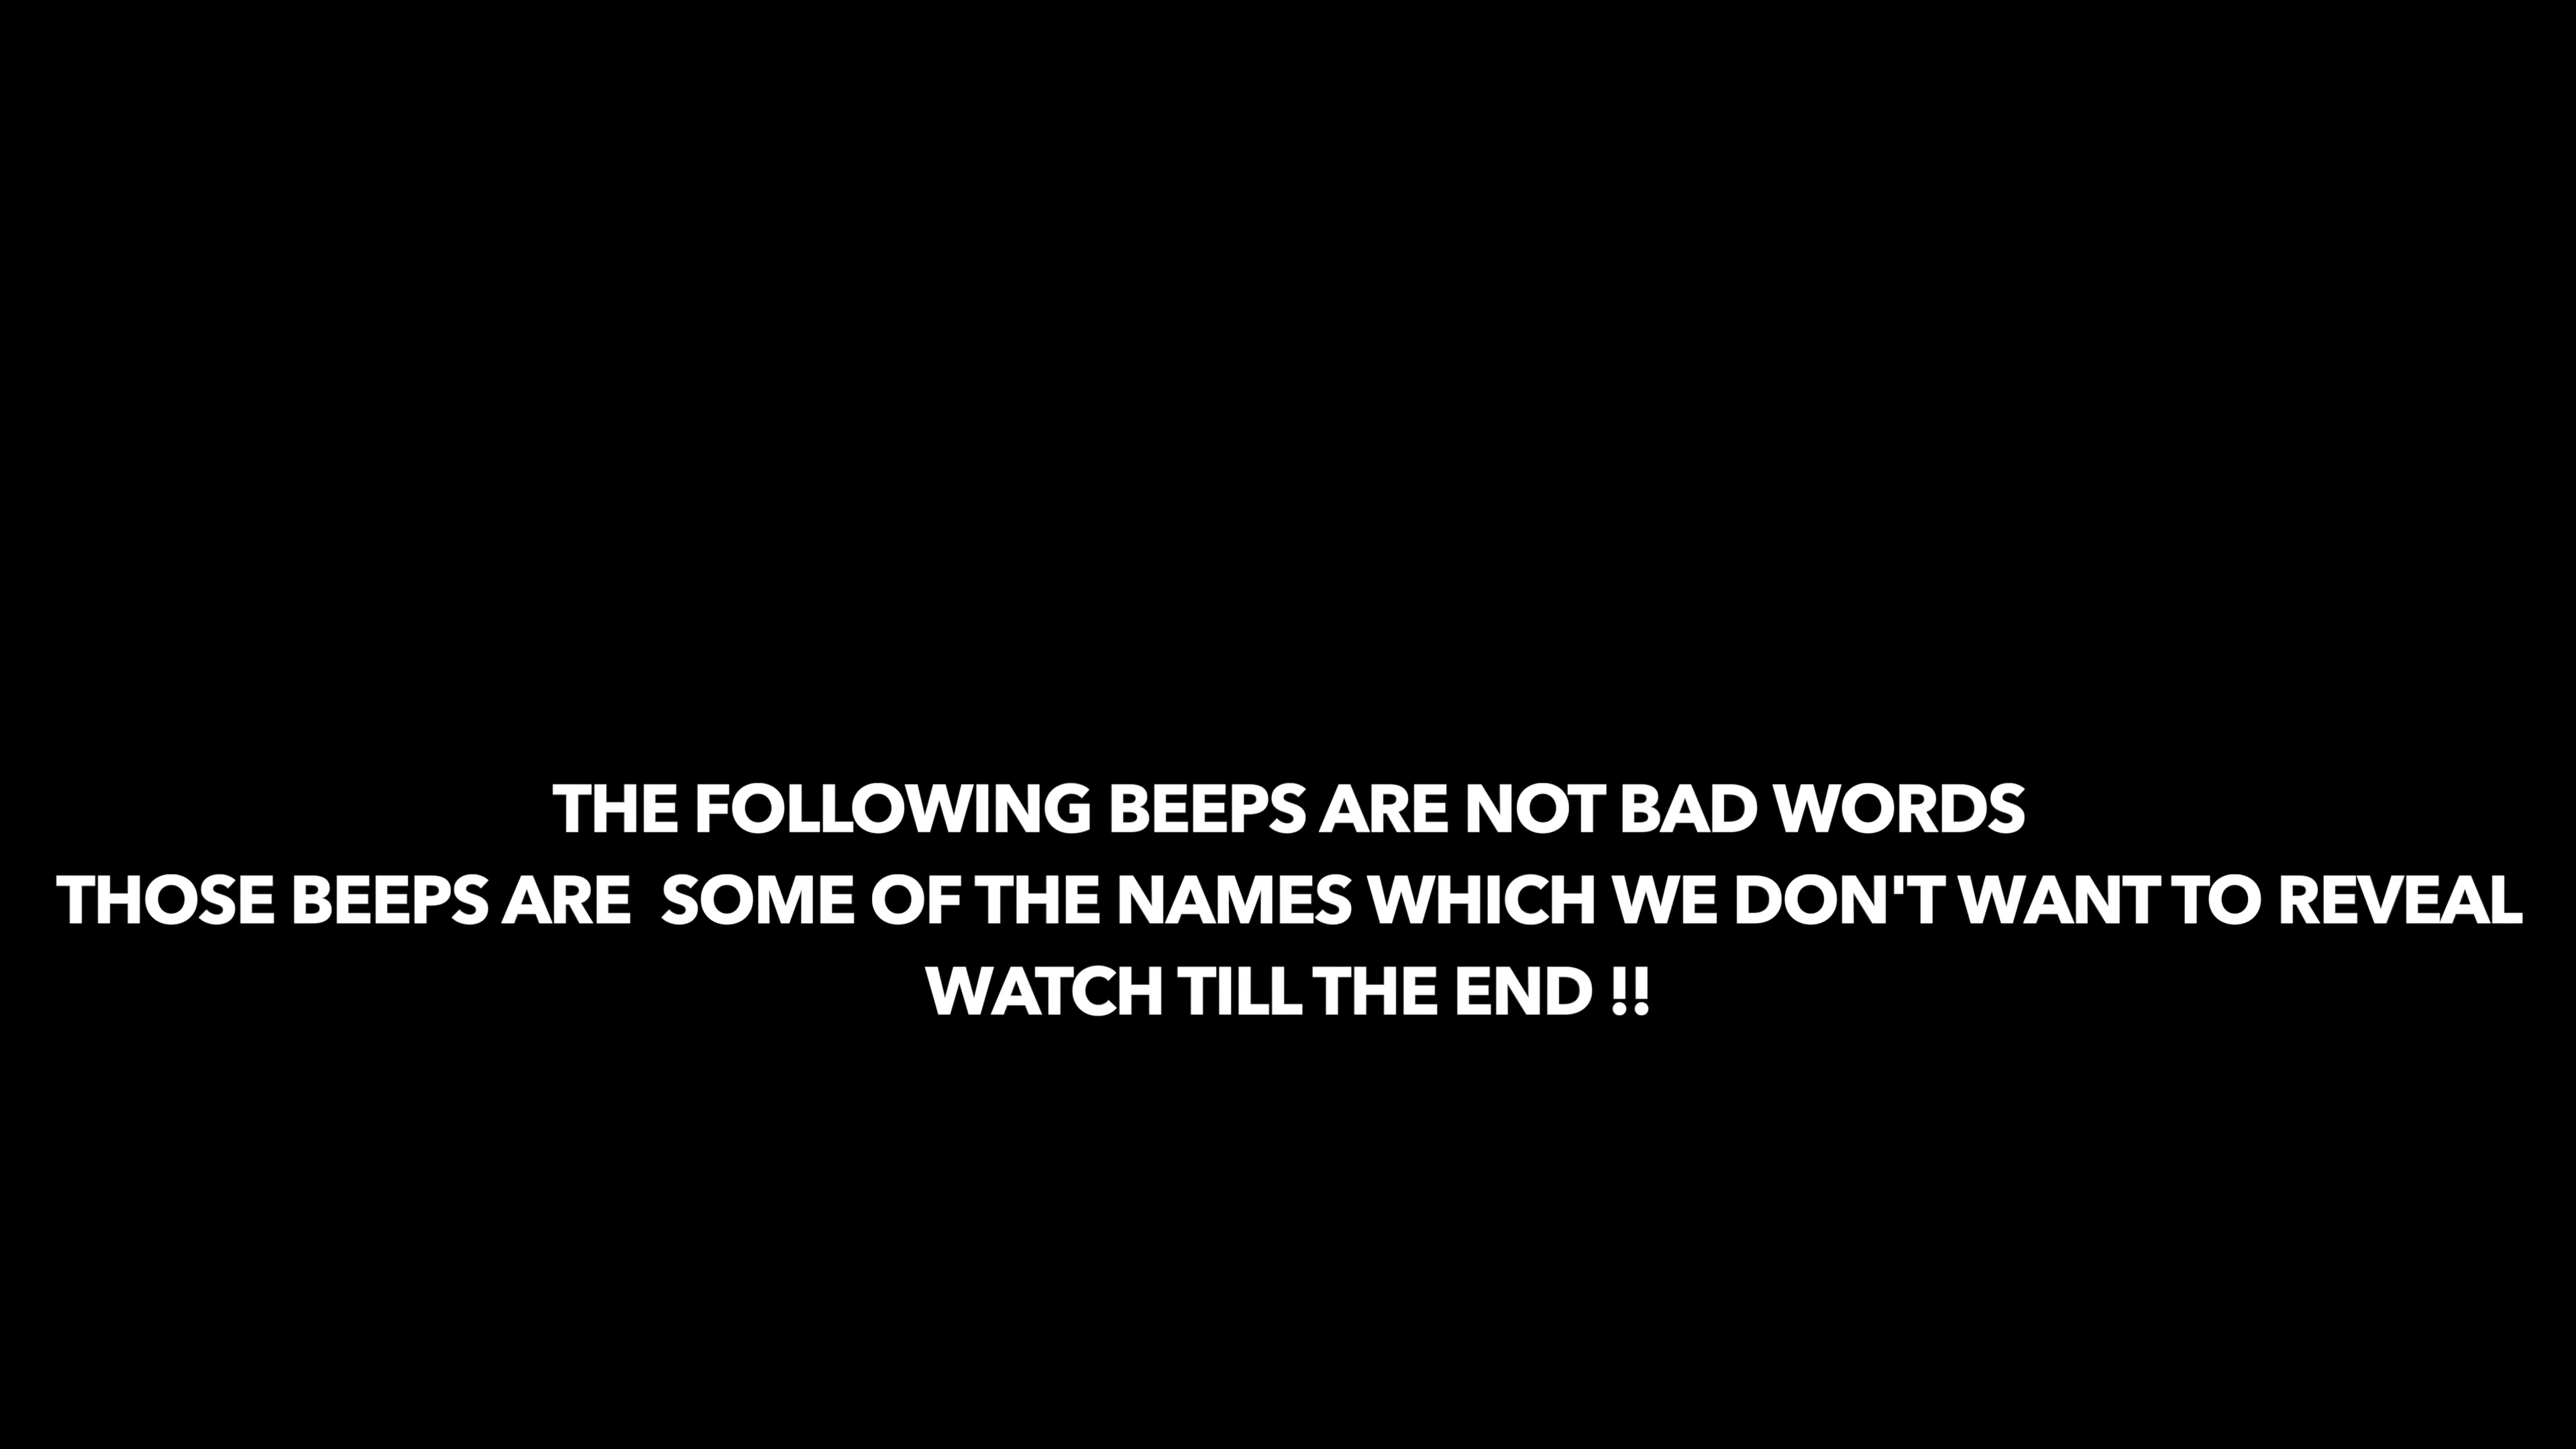 THE FOLLOWING BEEPS ARE NOT BAD WORDS
THOSE BEEPS ARE  SOME OF THE NAMES WHICH WE DON'T WANT TO REVEAL
WATCH TILL THE END !!